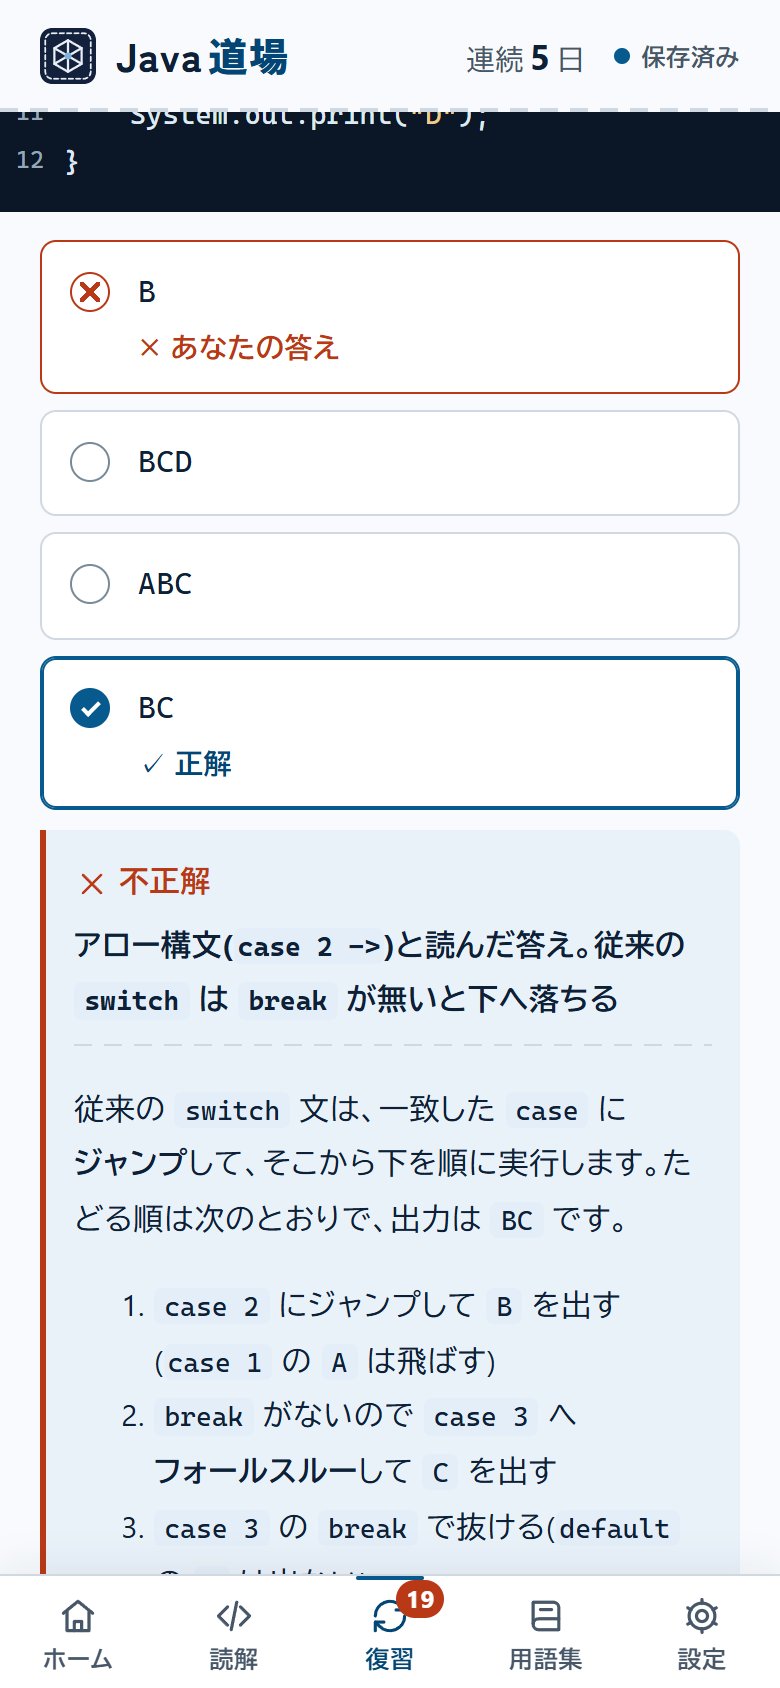 Java 道場
連続 5 日
保存済み
11 System.out.print("D");
12 }
B
× あなたの答え
BCD
ABC
BC
✓ 正解
× 不正解
アロー構文(case 2 ->)と読んだ答え。従来の
switch は break が無いと下へ落ちる
従来の switch 文は、一致した case に
ジャンプして、そこから下を順に実行します。た
どる順は次のとおりで、出力は BC です。
1. case 2 にジャンプして B を出す
(case 1 の A は飛ばす)
2. break がないので case 3 へ
フォールスルーして C を出す
3. case 3 の break で抜ける(default
19
ホーム
読解
復習
用語集
設定